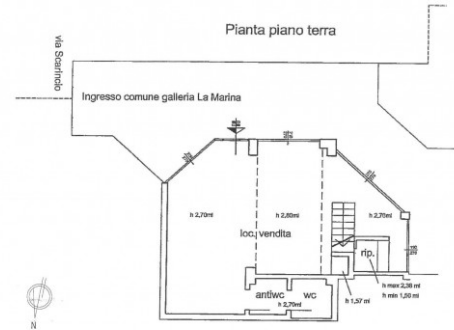 Pianta piano terra
via Scarincio
Ingresso comune galleria La Marina
h 2,70ml
h 2,80ml
h 2,76ml
loc. vendita
rip.
antiwc
wc
h 2,70ml
h 1,57 ml
h max 2,38 ml
h min 1,50 ml
N